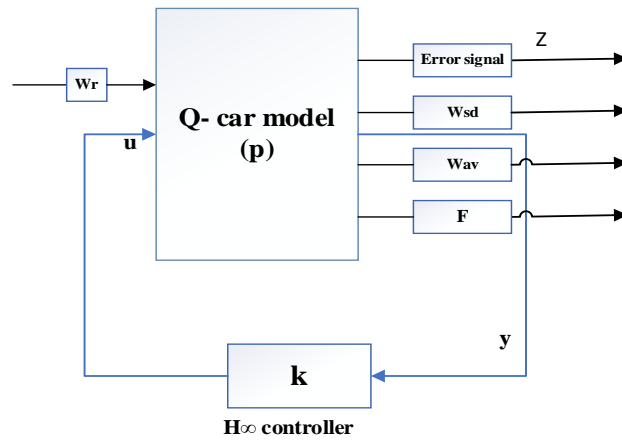 Z
Error signal
Wr
Wsd
Q- car model
(p)
u
Wav
F
y
k
H∞ controller